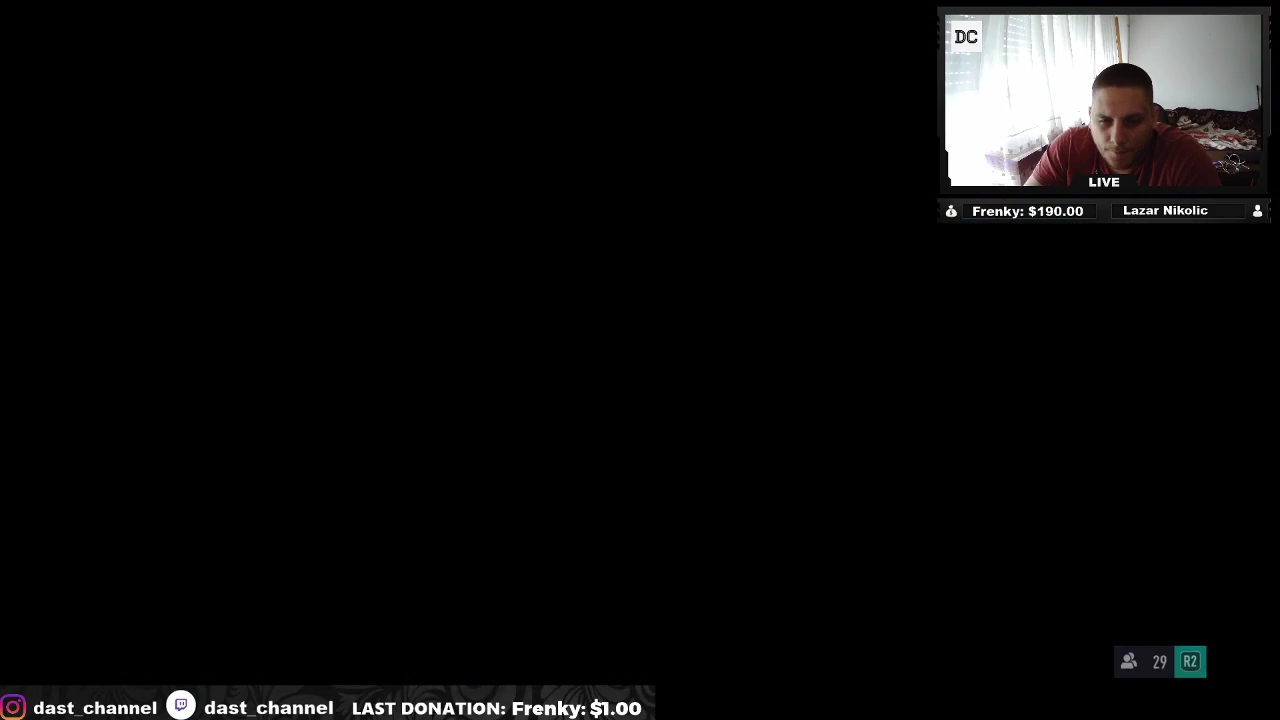 DC
LIVE
Frenky: $190.00
Lazar Nikolic
29 R2
dast_channel
dast_channel
LAST DONATION: Frenky: $1.00